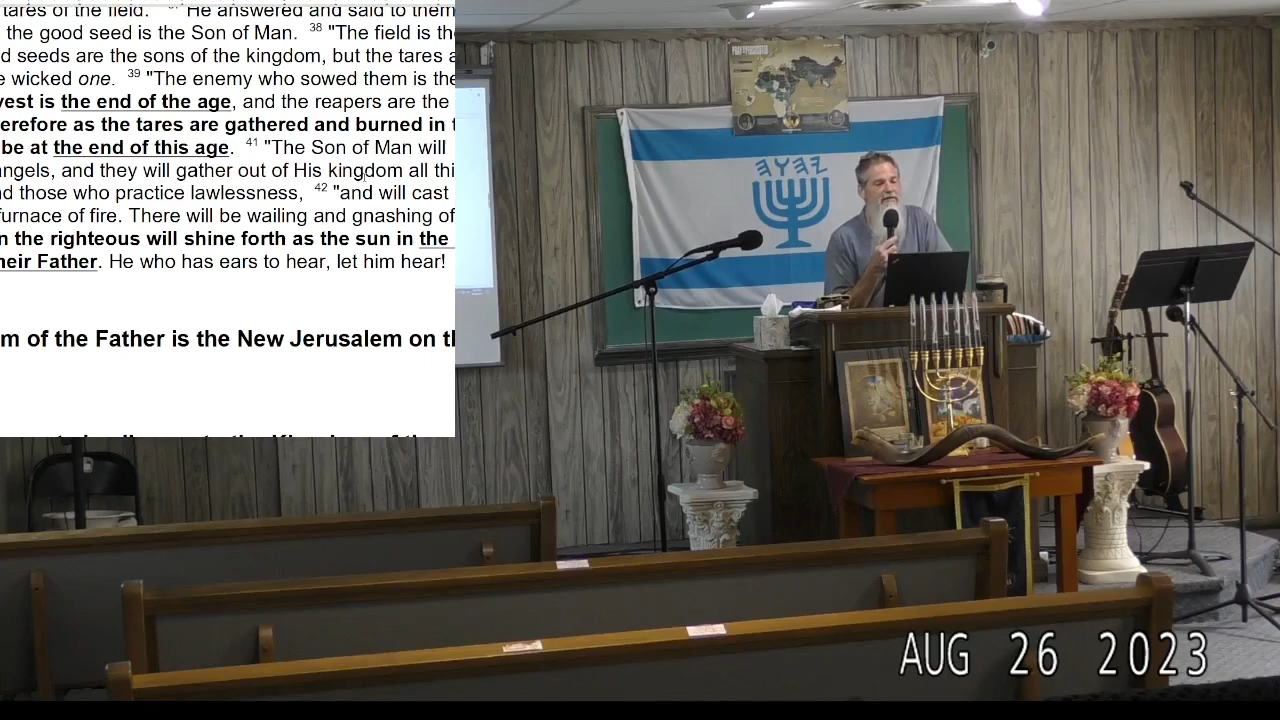 tares of the field. 37 He answered and said to them
the good seed is the Son of Man. 38 "The field is the
d seeds are the sons of the kingdom, but the tares a
e wicked one. 39 "The enemy who sowed them is the
vest is the end of the age, and the reapers are the
erefore as the tares are gathered and burned in t
be at the end of this age. 41 "The Son of Man will
angels, and they will gather out of His kingdom all thi
nd those who practice lawlessness, 42 "and will cast
furnace of fire. There will be wailing and gnashing of
n the righteous will shine forth as the sun in the
heir Father. He who has ears to hear, let him hear!
m of the Father is the New Jerusalem on th
AUG 26 2023